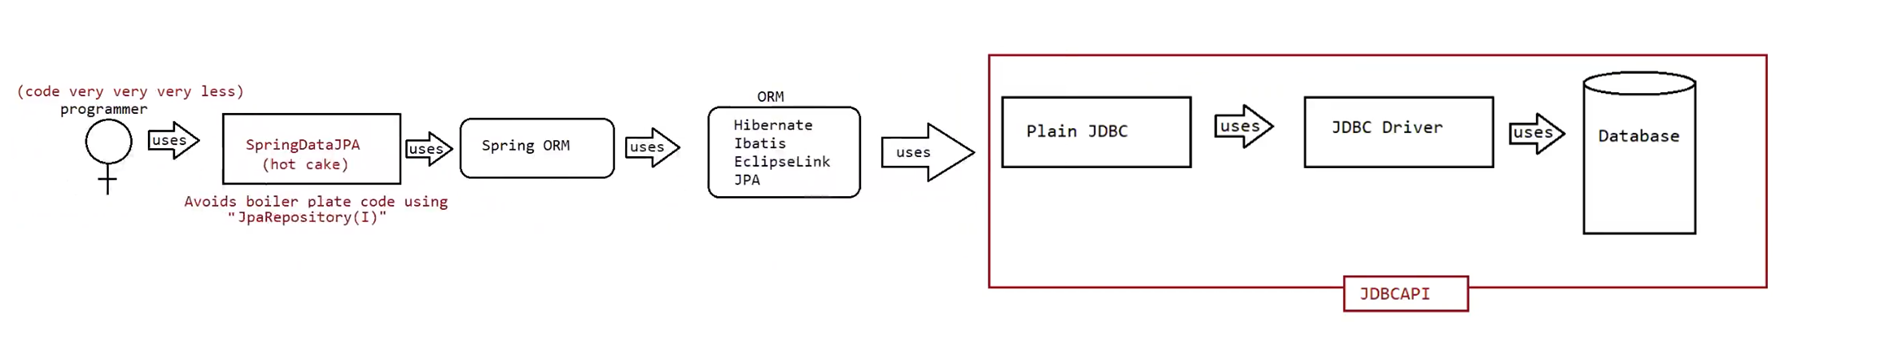 (code very very very less)
programmer
uses
SpringDataJPA
(hot cake)
Avoids boiler plate code using
"JpaRepository(I)"
uses
Spring ORM
uses
ORM
Hibernate
Ibatis
EclipseLink
JPA
uses
Plain JDBC
uses
JDBC Driver
uses
Database
JDBCAPI